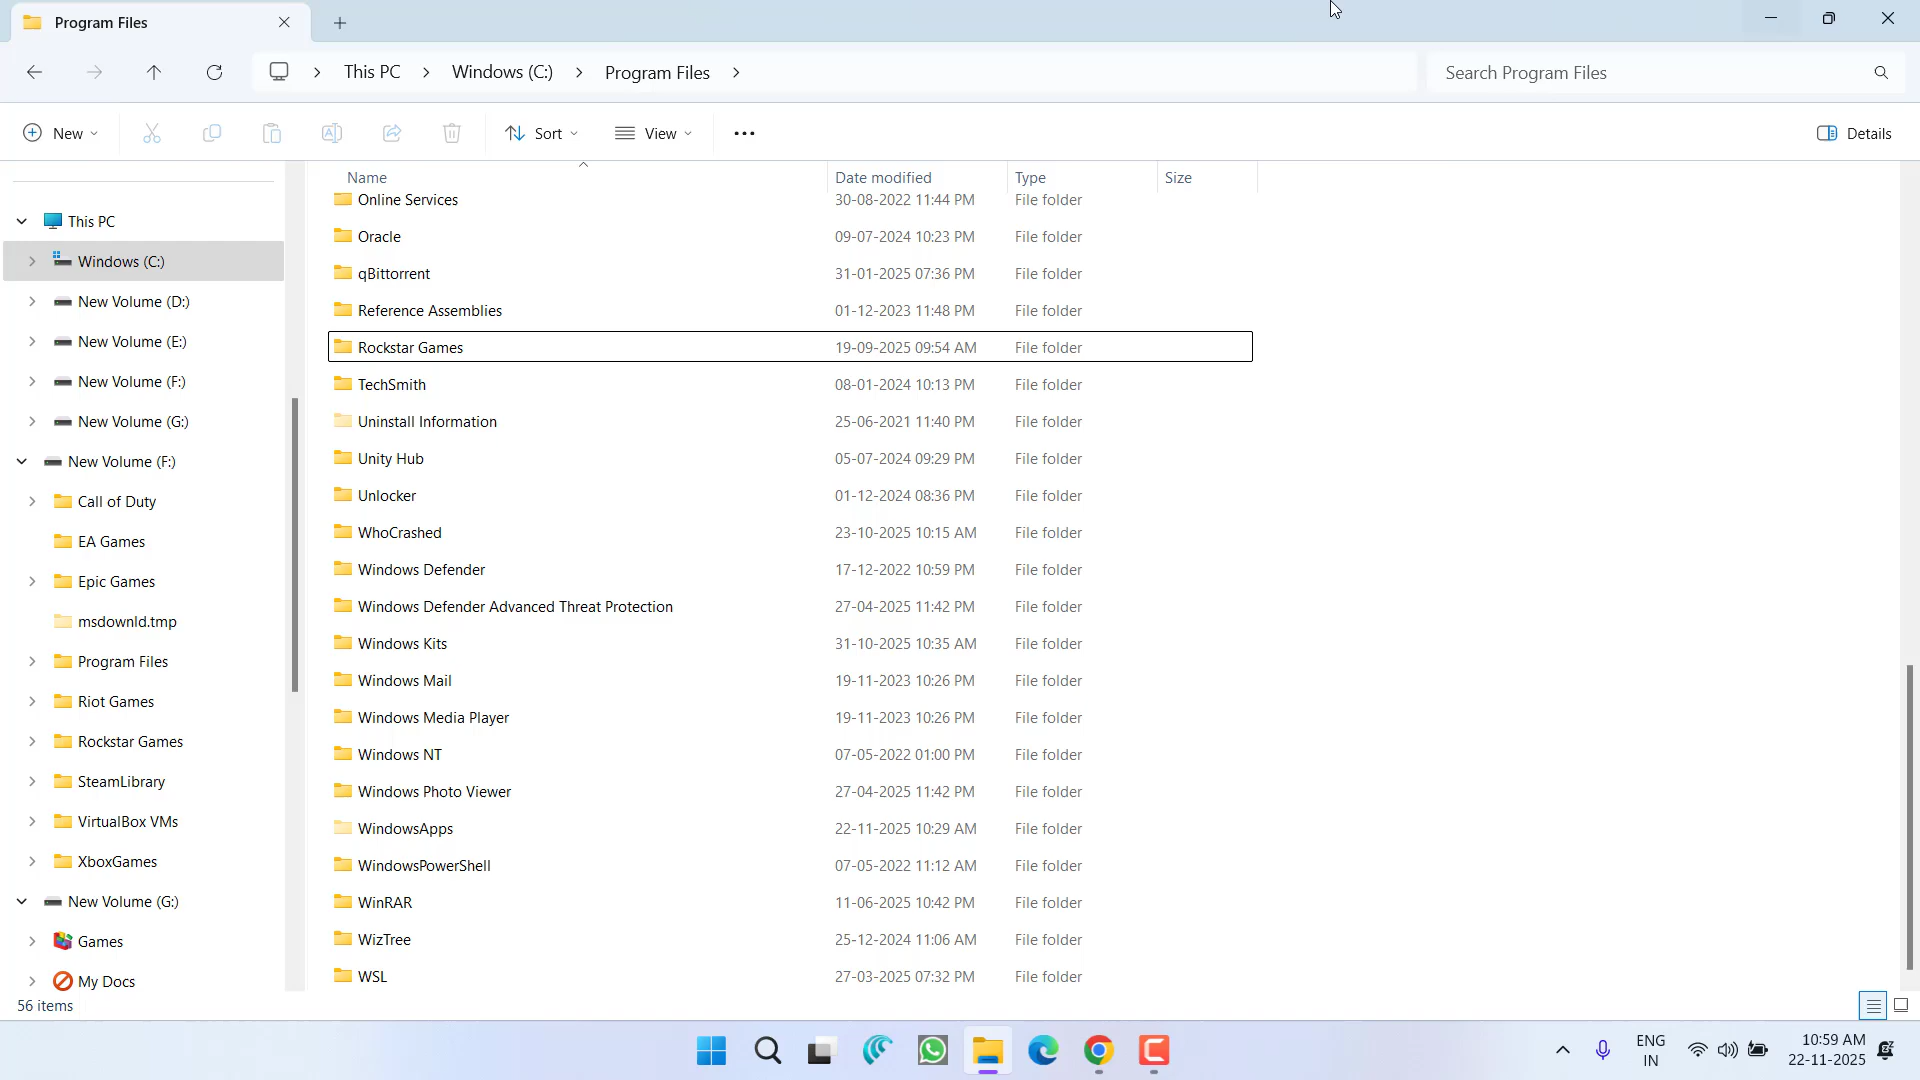 Program Files
This PC
Windows (C:)
Program Files
Search Program Files
New
Sort
View
Details
Name
Date modified
Type
Size
This PC
Windows (C:)
New Volume (D:)
New Volume (E:)
New Volume (F:)
New Volume (G:)
New Volume (F:)
Call of Duty
EA Games
Epic Games
msdownld.tmp
Program Files
Riot Games
Rockstar Games
SteamLibrary
VirtualBox VMs
XboxGames
New Volume (G:)
Games
My Docs
Online Services 30-08-2022 11:44 PM File folder
Oracle 09-07-2024 10:23 PM File folder
qBittorrent 31-01-2025 07:36 PM File folder
Reference Assemblies 01-12-2023 11:48 PM File folder
Rockstar Games 19-09-2025 09:54 AM File folder
TechSmith 08-01-2024 10:13 PM File folder
Uninstall Information 25-06-2021 11:40 PM File folder
Unity Hub 05-07-2024 09:29 PM File folder
Unlocker 01-12-2024 08:36 PM File folder
WhoCrashed 23-10-2025 10:15 AM File folder
Windows Defender 17-12-2022 10:59 PM File folder
Windows Defender Advanced Threat Protection 27-04-2025 11:42 PM File folder
Windows Kits 31-10-2025 10:35 AM File folder
Windows Mail 19-11-2023 10:26 PM File folder
Windows Media Player 19-11-2023 10:26 PM File folder
Windows NT 07-05-2022 01:00 PM File folder
Windows Photo Viewer 27-04-2025 11:42 PM File folder
WindowsApps 22-11-2025 10:29 AM File folder
WindowsPowerShell 07-05-2022 11:12 AM File folder
WinRAR 11-06-2025 10:42 PM File folder
WizTree 25-12-2024 11:06 AM File folder
WSL 27-03-2025 07:32 PM File folder
56 items
ENG
IN
10:59 AM
22-11-2025